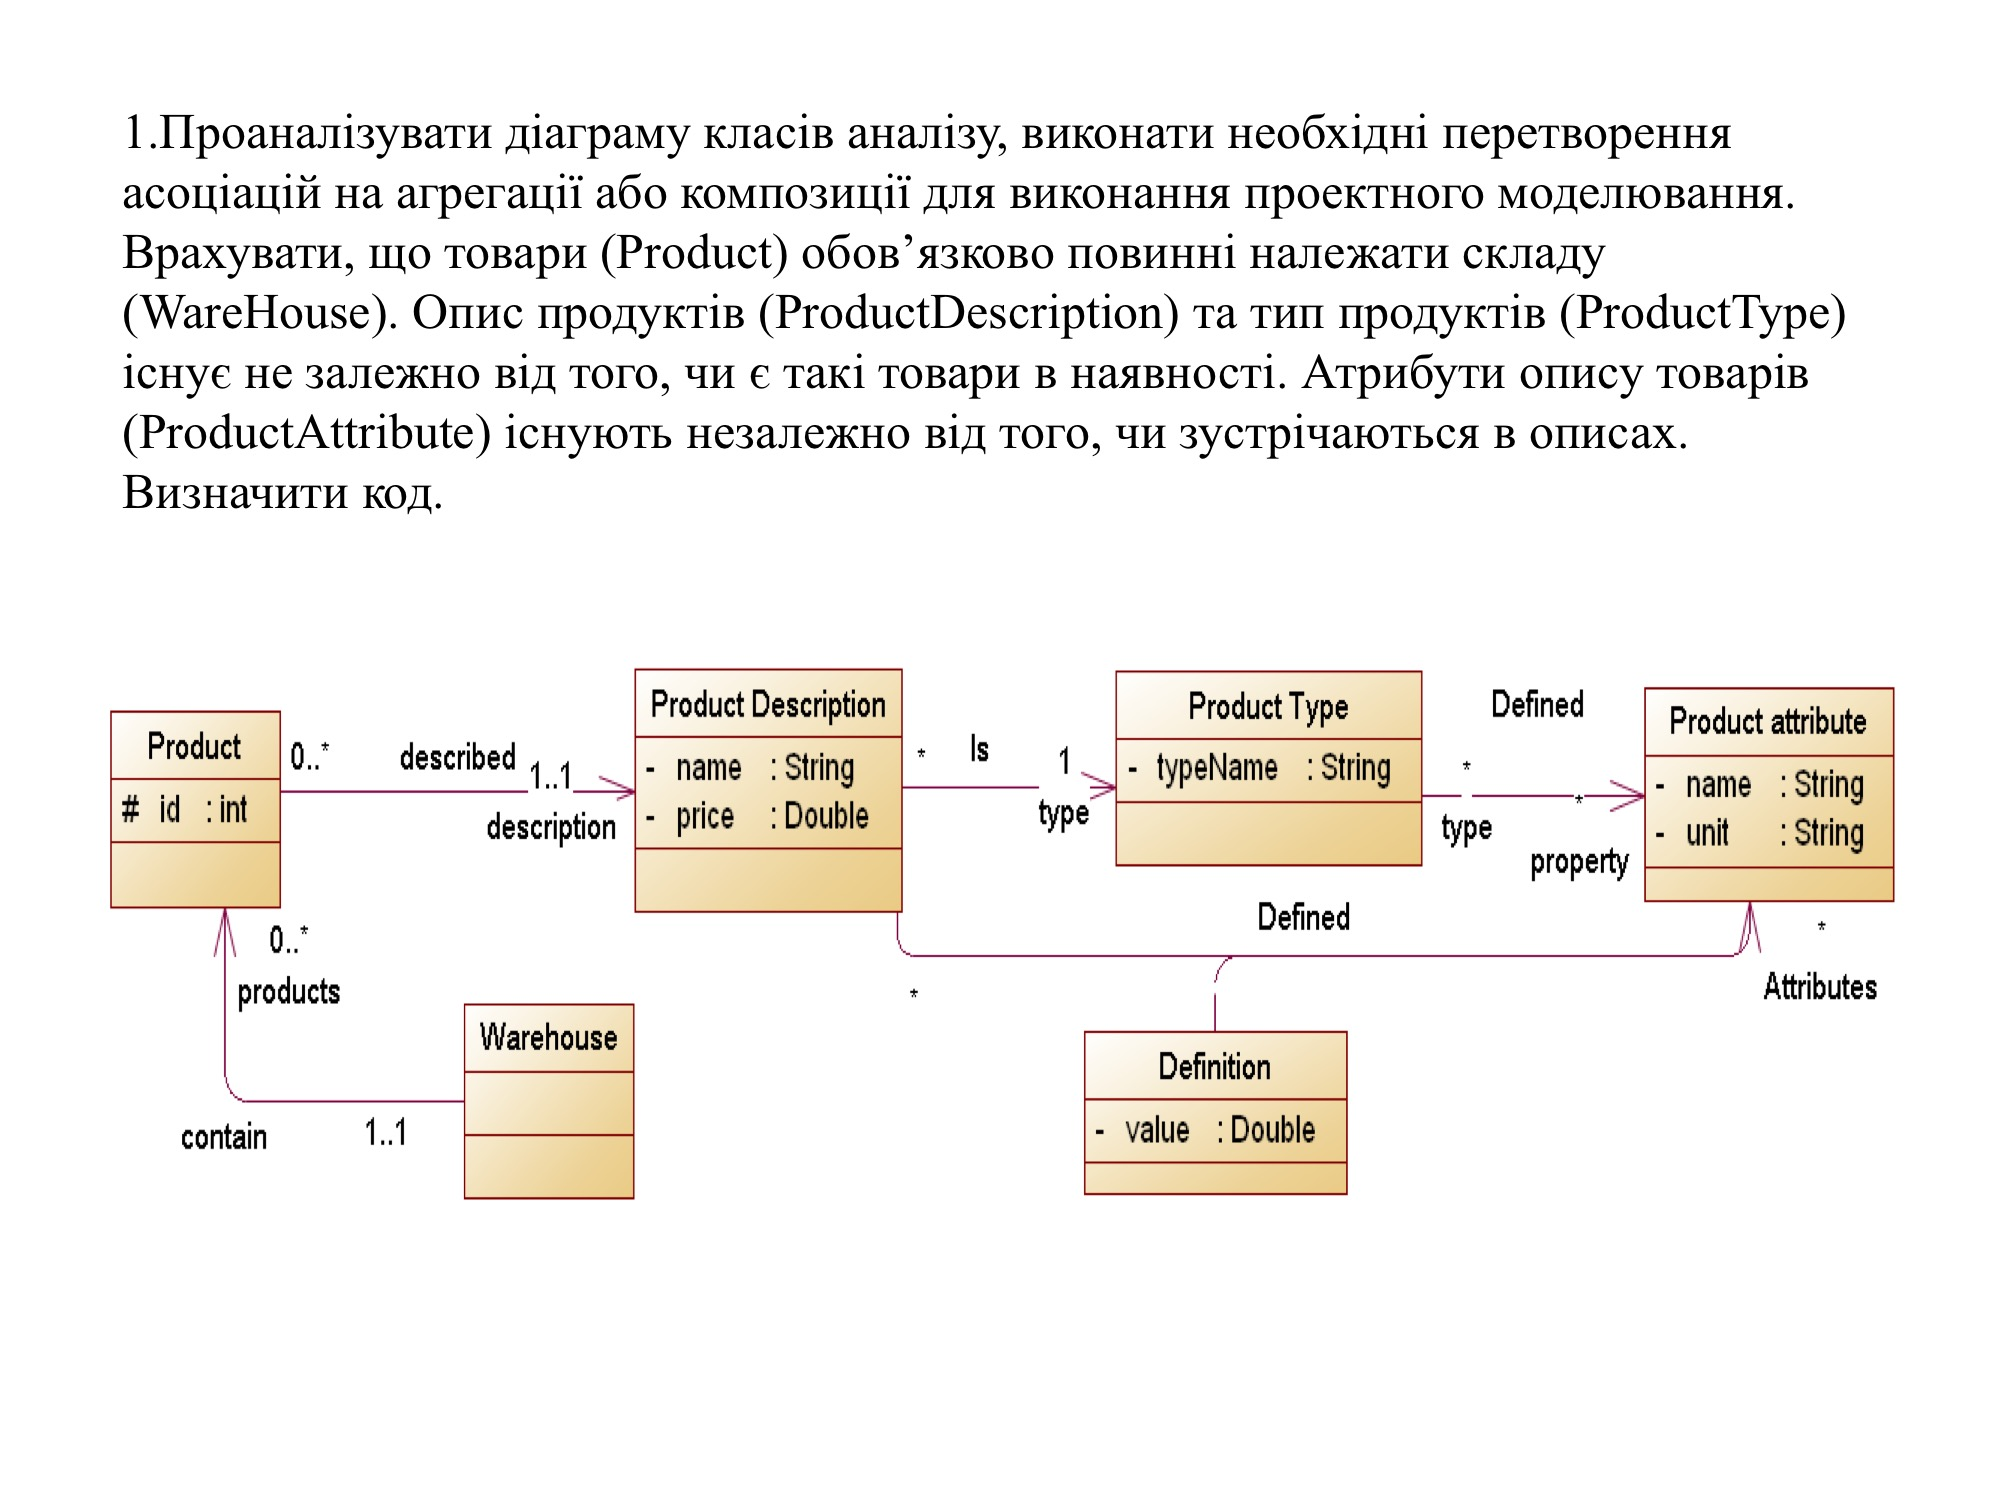 1.Проаналізувати діаграму класів аналізу, виконати необхідні перетворення
асоціацій на агрегації або композиції для виконання проектного моделювання.
Врахувати, що товари (Product) обов’язково повинні належати складу
(WareHouse). Опис продуктів (ProductDescription) та тип продуктів (ProductType)
існує не залежно від того, чи є такі товари в наявності. Атрибути опису товарів
(ProductAttribute) існують незалежно від того, чи зустрічаються в описах.
Визначити код.
Product
# id : int
0..*
described
1..1
description
Product Description
- name : String
- price : Double
*
Is
1
type
Product Type
- typeName : String
Defined
*
type
*
property
Product attribute
- name : String
- unit : String
0..*
products
contain
1..1
Warehouse
Defined
*
*
Attributes
Definition
- value : Double